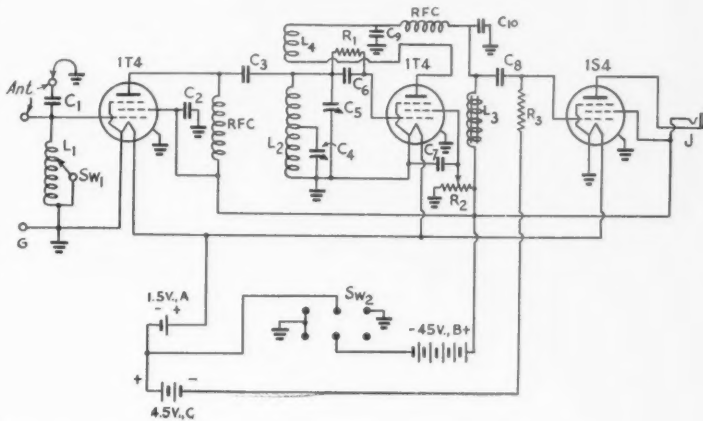 RFC
C10
L4
C9
R1
1T4
C3
1T4
C8
1S4
Ant.
C1
C2
C6
C5
RFC
R3
L3
L1
L2
C4
C7
J
Sw1
R2
G
1.5V., A
- +
Sw2
- 45V., B+
+ -
4.5V., C